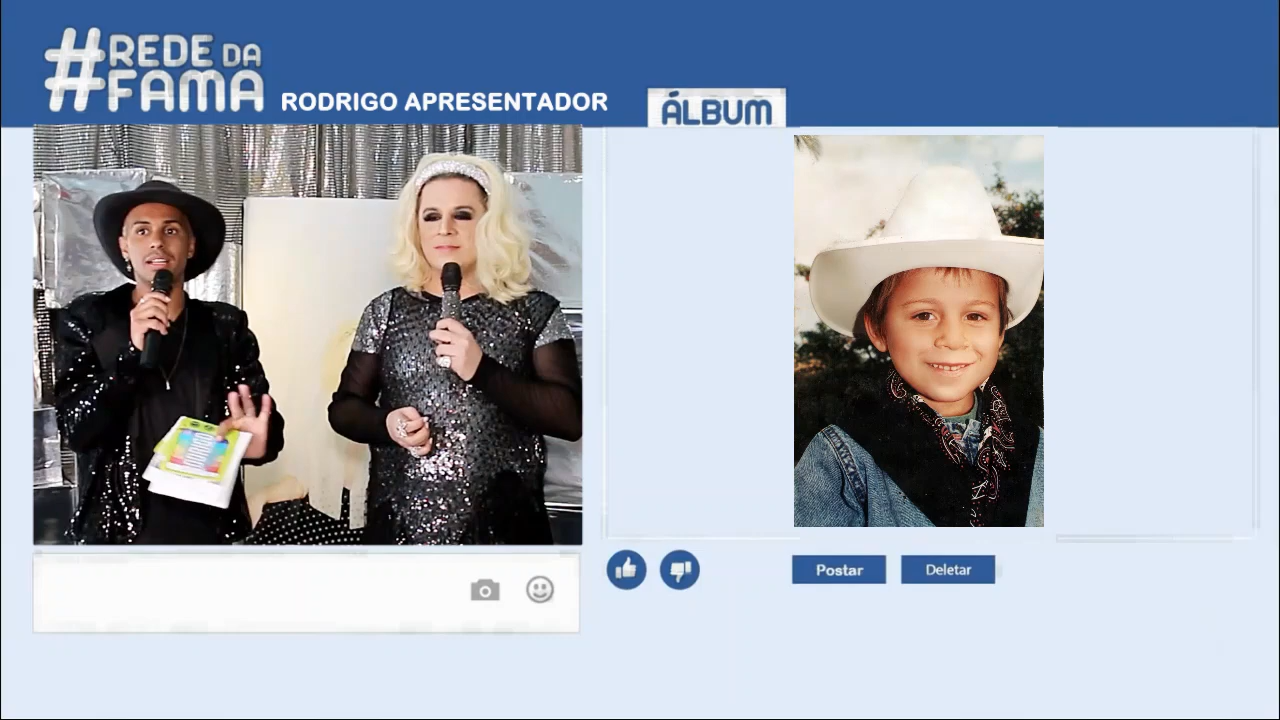 #REDE DA
FAMA
RODRIGO APRESENTADOR
ÁLBUM
Postar
Deletar